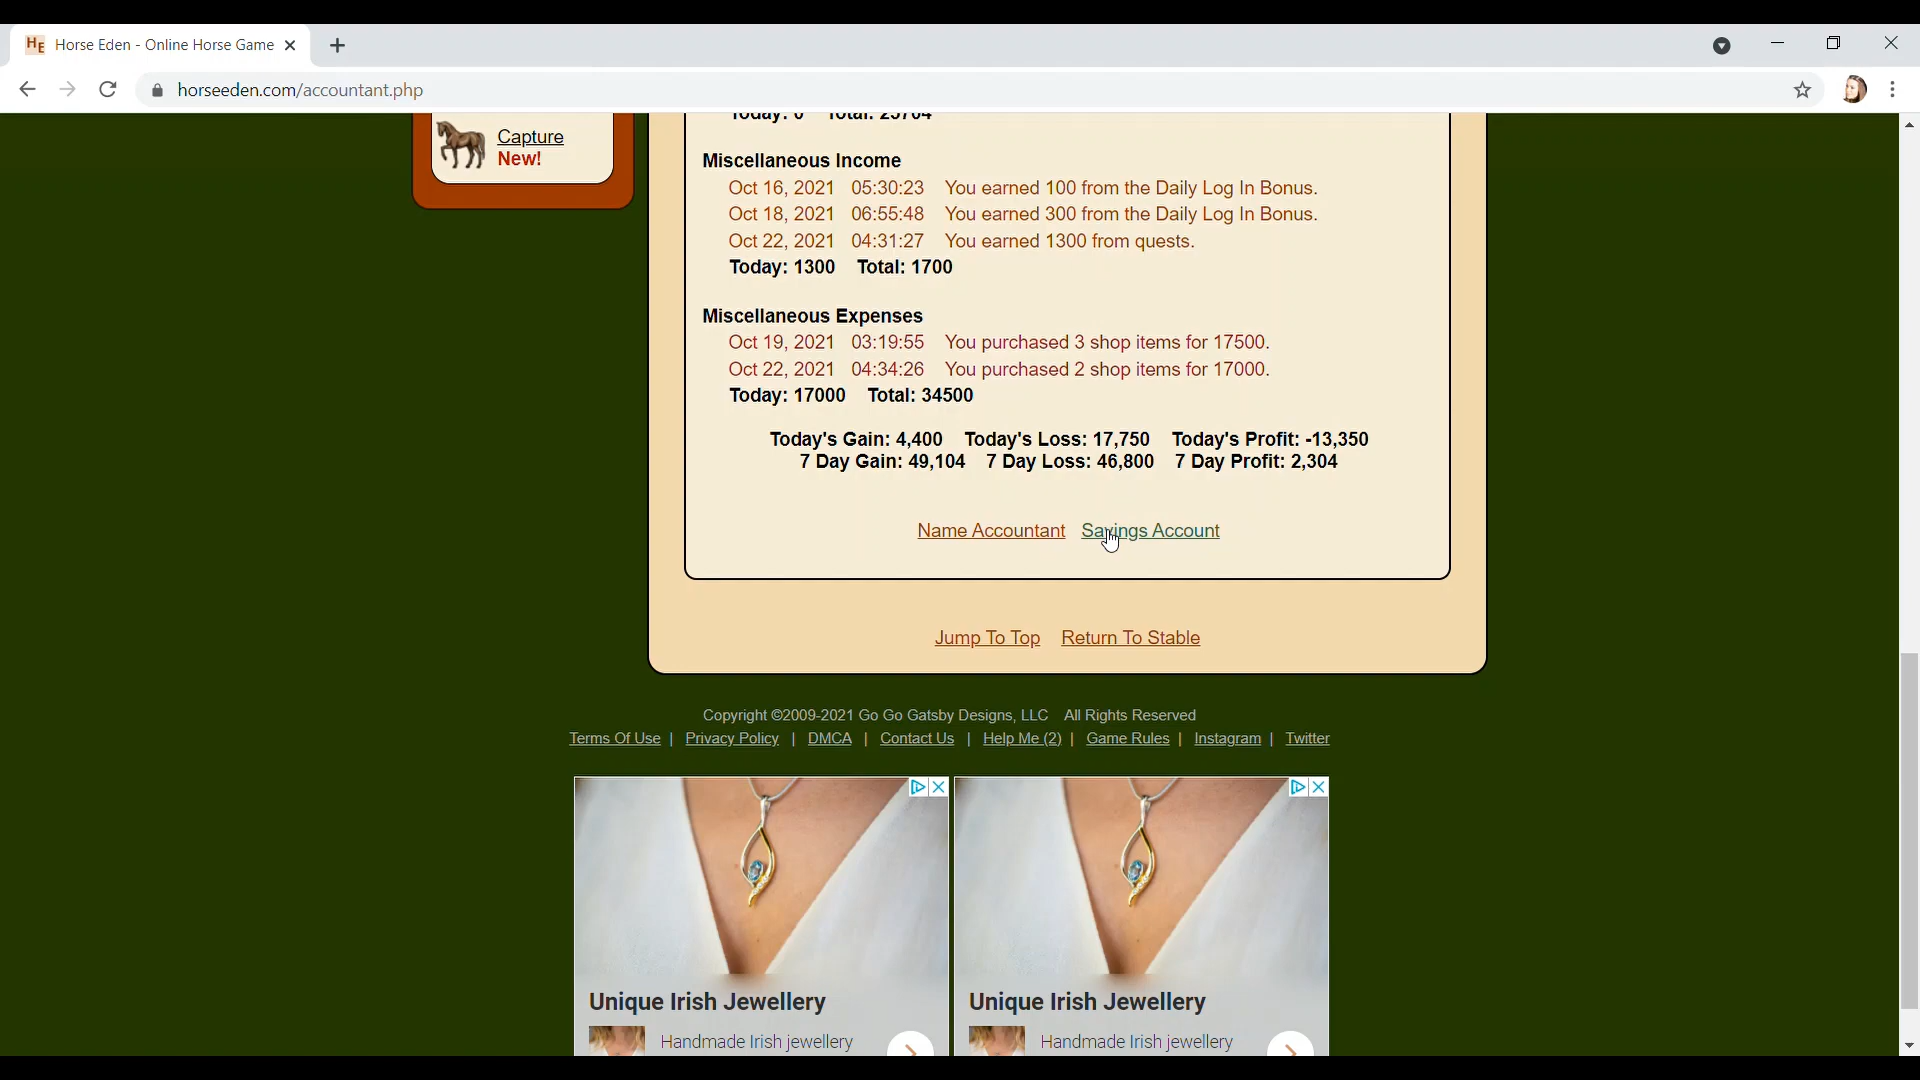 Horse Eden - Online Horse Game
horseeden.com/accountant.php
Capture
New!
Miscellaneous Income
Oct 16, 2021 05:30:23 You earned 100 from the Daily Log In Bonus.
Oct 18, 2021 06:55:48 You earned 300 from the Daily Log In Bonus.
Oct 22, 2021 04:31:27 You earned 1300 from quests.
Today: 1300 Total: 1700
Miscellaneous Expenses
Oct 19, 2021 03:19:55 You purchased 3 shop items for 17500.
Oct 22, 2021 04:34:26 You purchased 2 shop items for 17000.
Today: 17000 Total: 34500
Today's Gain: 4,400 Today's Loss: 17,750 Today's Profit: -13,350
7 Day Gain: 49,104 7 Day Loss: 46,800 7 Day Profit: 2,304
Name Accountant Savings Account
Jump To Top Return To Stable
Copyright ©2009-2021 Go Go Gatsby Designs, LLC All Rights Reserved
Terms Of Use | Privacy Policy | DMCA | Contact Us | Help Me (2) | Game Rules | Instagram | Twitter
Unique Irish Jewellery
Handmade Irish jewellery
Unique Irish Jewellery
Handmade Irish jewellery